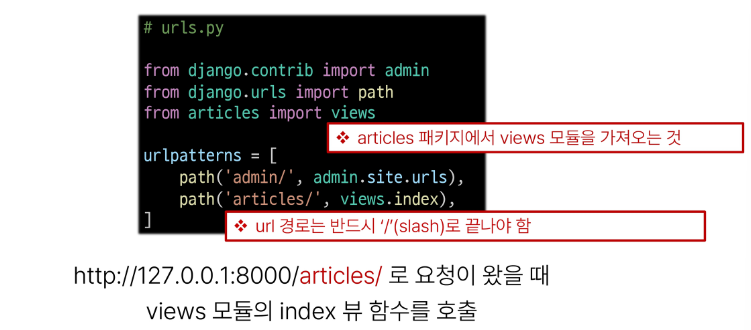 # urls.py
from django.contrib import admin
from django.urls import path
from articles import views
❖ articles 패키지에서 views 모듈을 가져오는 것
urlpatterns = [
path('admin/', admin.site.urls),
path('articles/', views.index),
]
❖ url 경로는 반드시 ‘/’(slash)로 끝나야 함
http://127.0.0.1:8000/articles/ 로 요청이 왔을 때
views 모듈의 index 뷰 함수를 호출